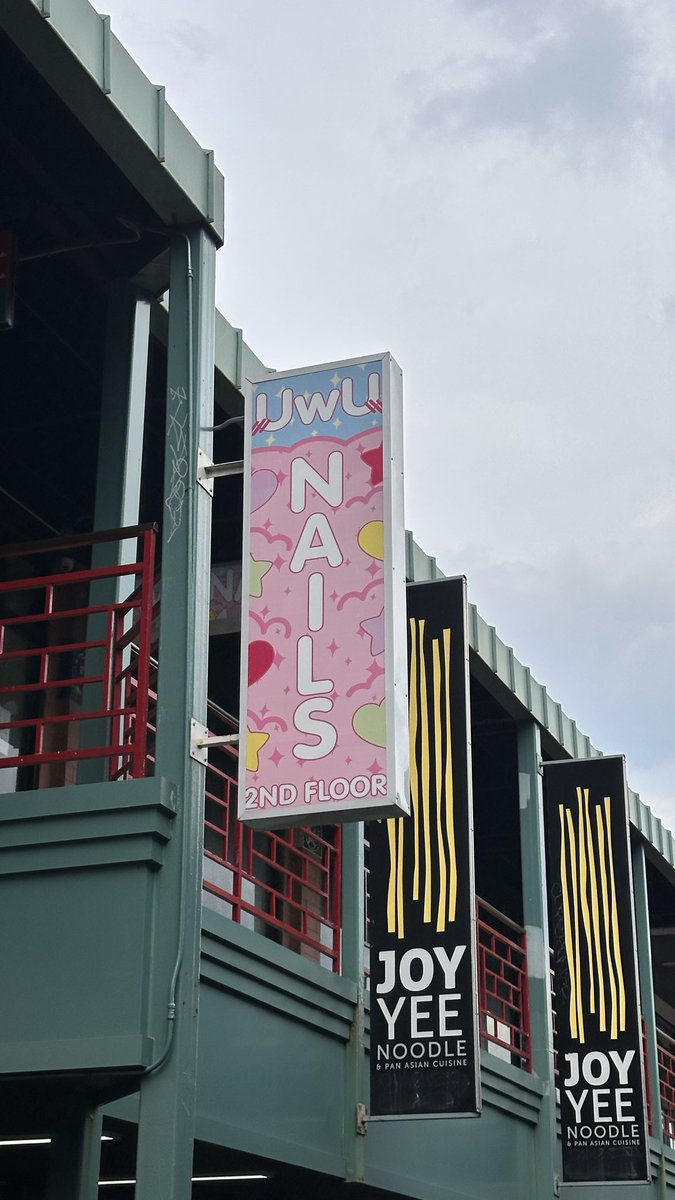 UwU
NAILS
2ND FLOOR
JOY
YEE
NOODLE
& PAN ASIAN CUISINE
JOY
YEE
NOODLE
& PAN ASIAN CUISINE